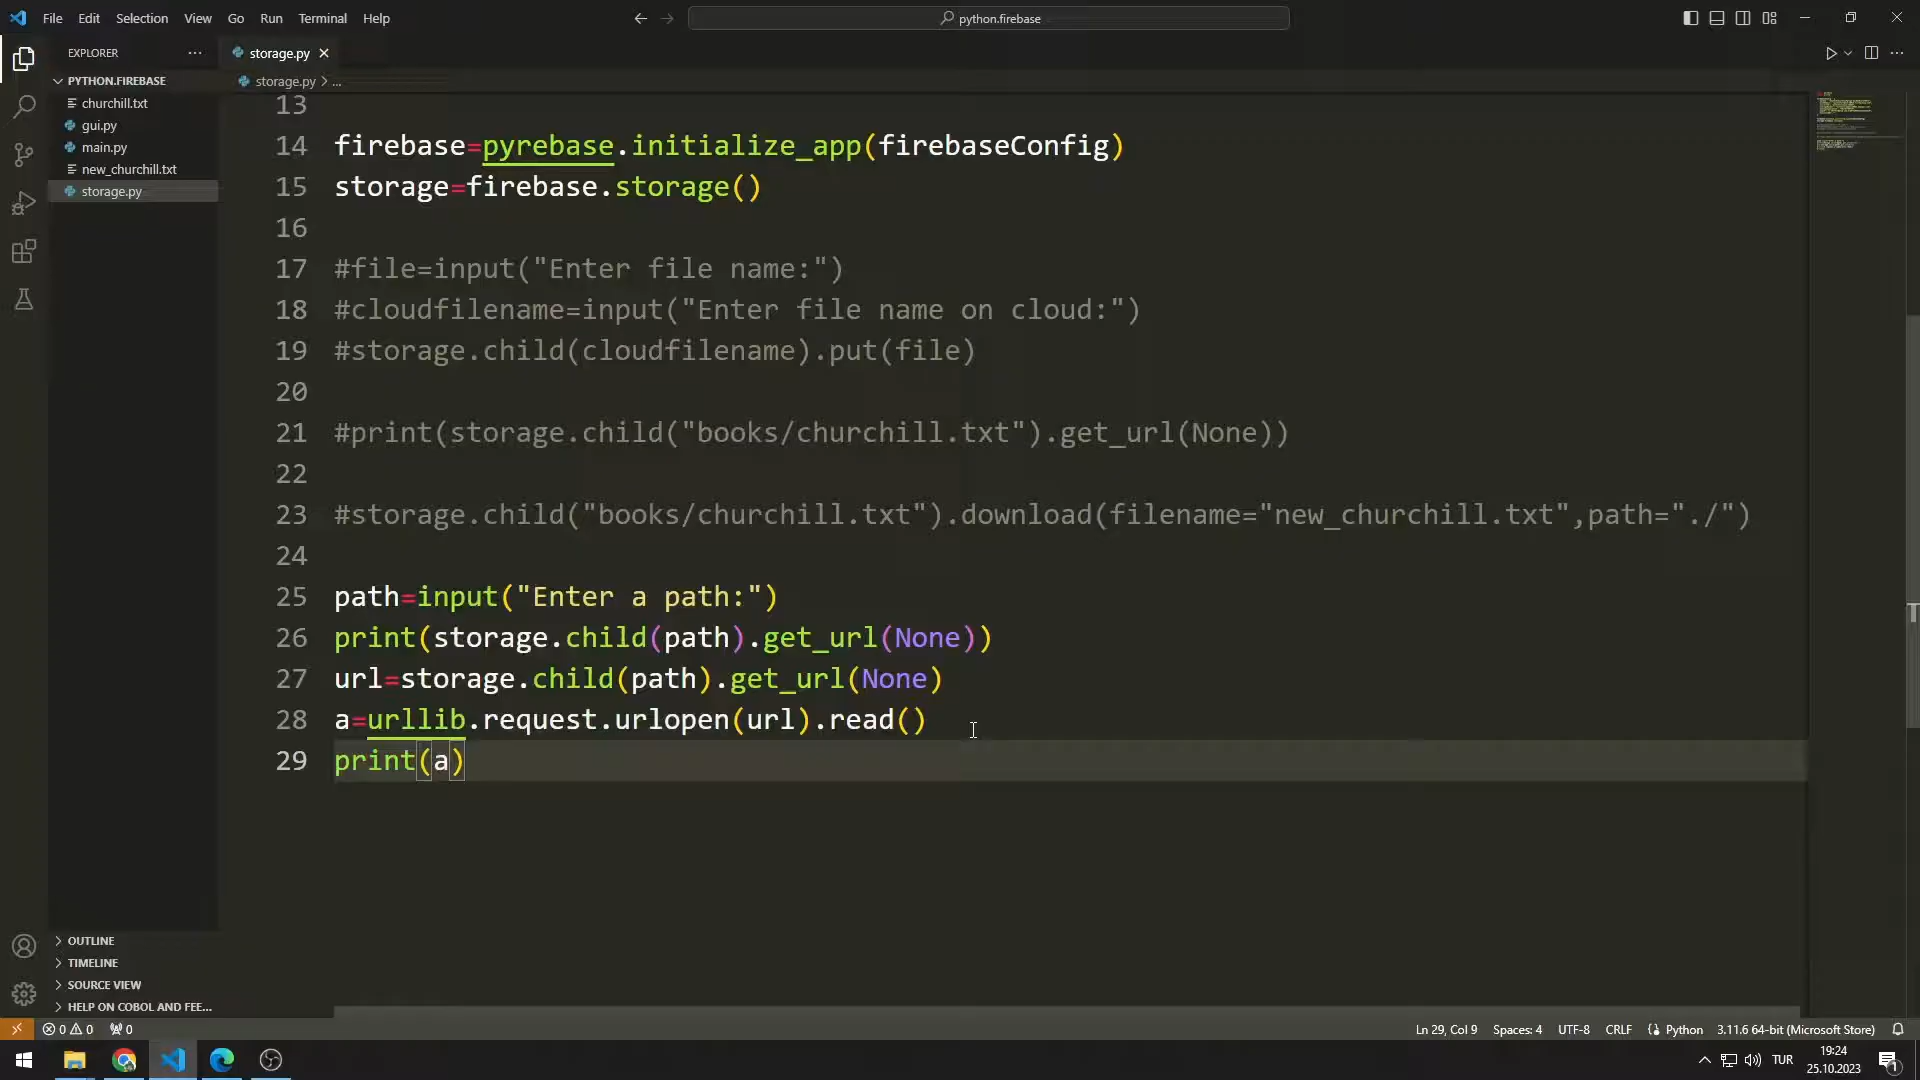 File Edit Selection View Go Run Terminal Help
python.firebase
EXPLORER
storage.py
PYTHON.FIREBASE
churchill.txt
gui.py
main.py
new_churchill.txt
storage.py
storage.py > ...
13
14 firebase=pyrebase.initialize_app(firebaseConfig)
15 storage=firebase.storage()
16
17 #file=input("Enter file name:")
18 #cloudfilename=input("Enter file name on cloud:")
19 #storage.child(cloudfilename).put(file)
20
21 #print(storage.child("books/churchill.txt").get_url(None))
22
23 #storage.child("books/churchill.txt").download(filename="new_churchill.txt",path="./")
24
25 path=input("Enter a path:")
26 print(storage.child(path).get_url(None))
27 url=storage.child(path).get_url(None)
28 a=urllib.request.urlopen(url).read()
29 print(a)
OUTLINE
TIMELINE
SOURCE VIEW
HELP ON COBOL AND FEE...
0 0 0
Ln 29, Col 9 Spaces: 4 UTF-8 CRLF Python 3.11.6 64-bit (Microsoft Store)
TUR
19:24
25.10.2023
1